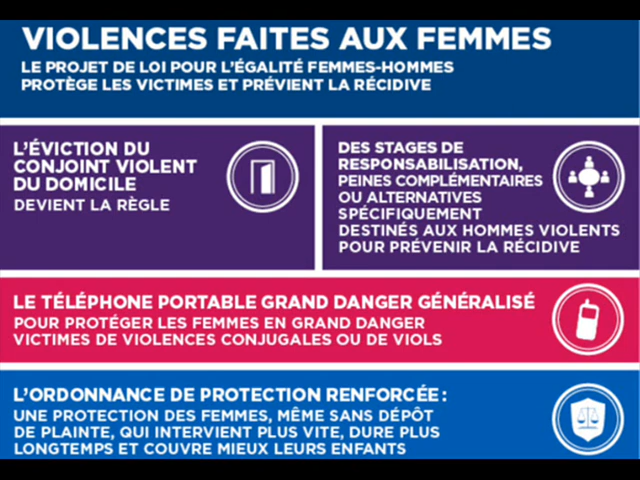 VIOLENCES FAITES AUX FEMMES
LE PROJET DE LOI POUR L'ÉGALITÉ FEMMES-HOMMES
PROTÈGE LES VICTIMES ET PRÉVIENT LA RÉCIDIVE
L'ÉVICTION DU
CONJOINT VIOLENT
DU DOMICILE
DEVIENT LA RÈGLE
DES STAGES DE
RESPONSABILISATION,
PEINES COMPLÉMENTAIRES
OU ALTERNATIVES
SPÉCIFIQUEMENT
DESTINÉS AUX HOMMES VIOLENTS
POUR PRÉVENIR LA RÉCIDIVE
LE TÉLÉPHONE PORTABLE GRAND DANGER GÉNÉRALISÉ
POUR PROTÉGER LES FEMMES EN GRAND DANGER
VICTIMES DE VIOLENCES CONJUGALES OU DE VIOLS
L'ORDONNANCE DE PROTECTION RENFORCÉE :
UNE PROTECTION DES FEMMES, MÊME SANS DÉPÔT
DE PLAINTE, QUI INTERVIENT PLUS VITE, DURE PLUS
LONGTEMPS ET COUVRE MIEUX LEURS ENFANTS